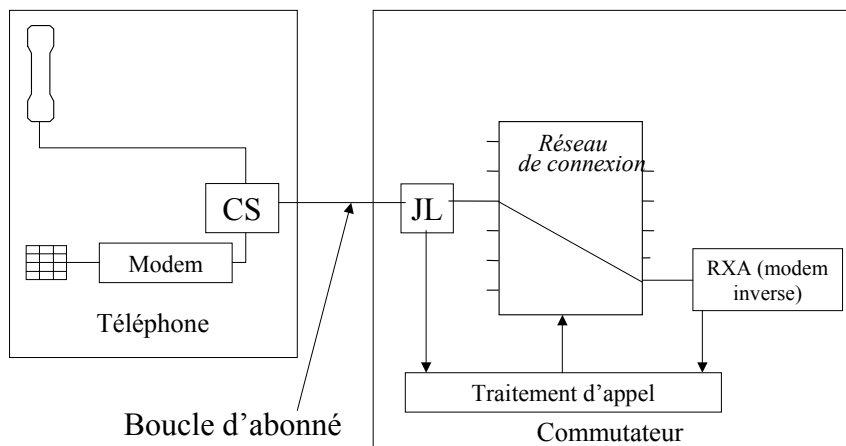 Réseau
de connexion
CS
JL
Modem
RXA (modem
inverse)
Téléphone
Traitement d'appel
Boucle d'abonné
Commutateur